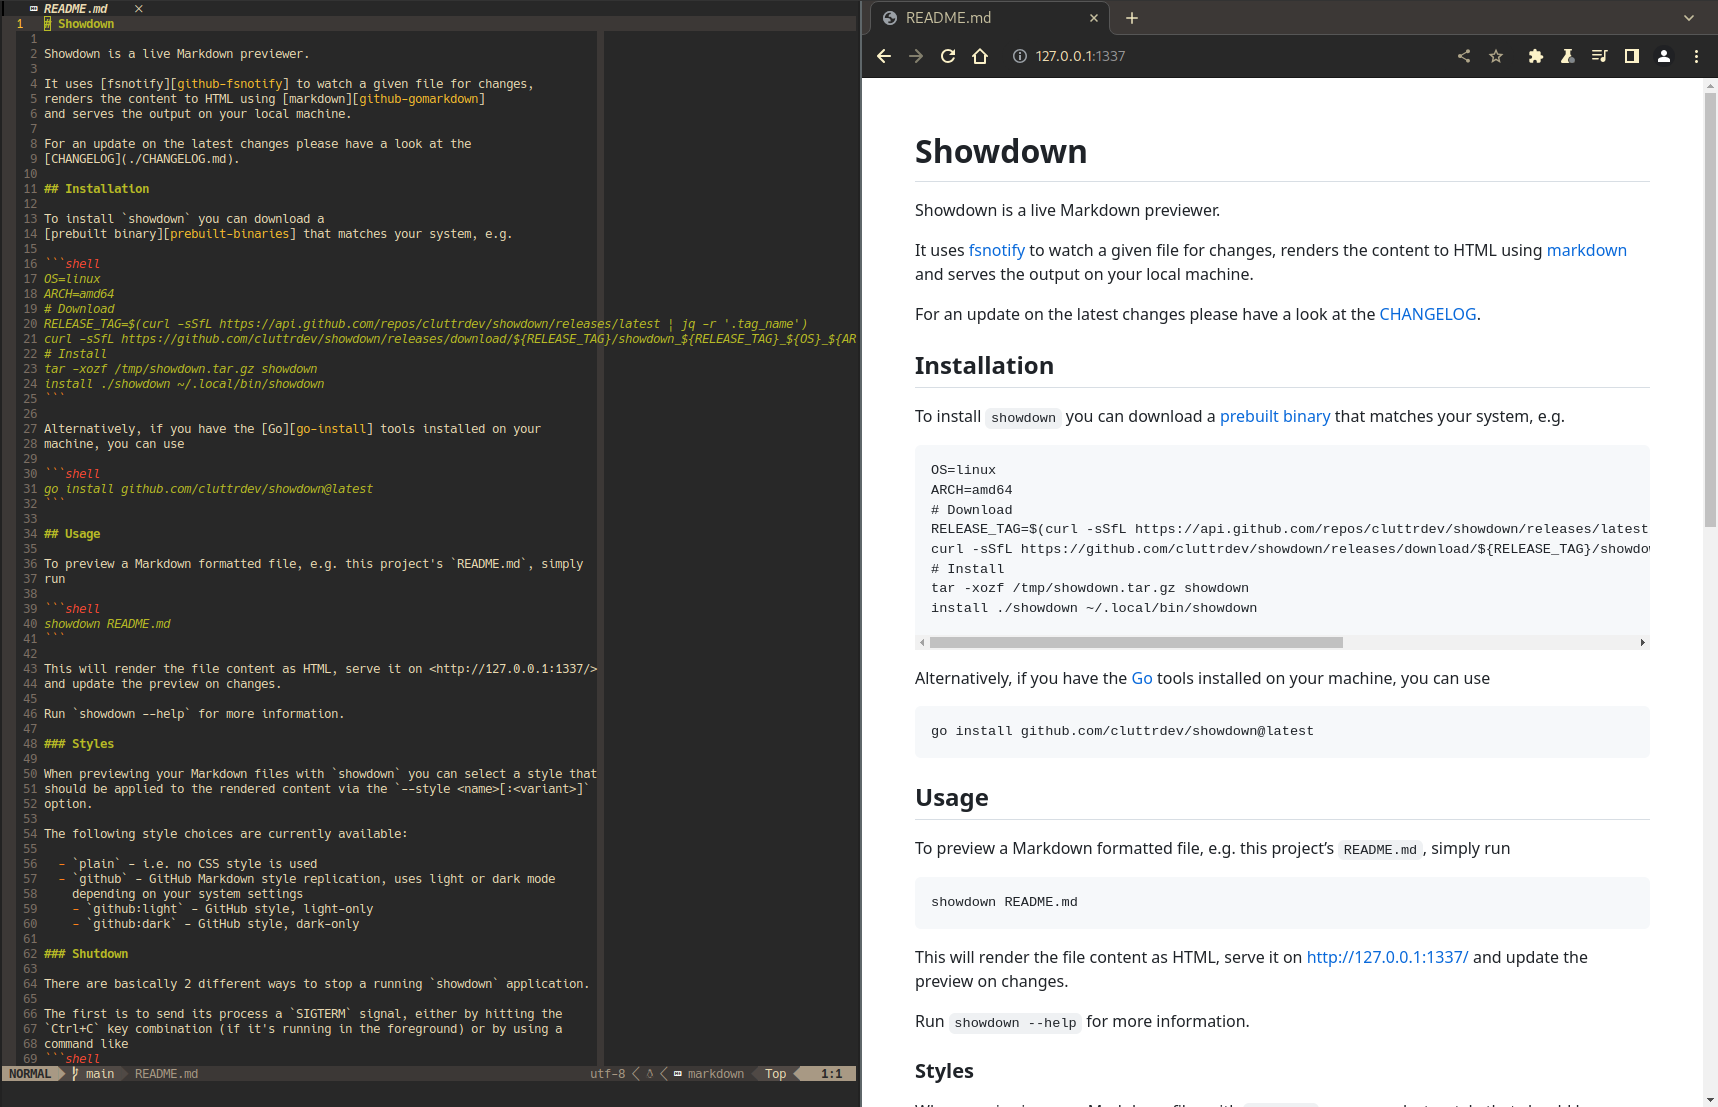 README.md
1 # Showdown
1
2 Showdown is a live Markdown previewer.
3
4 It uses [fsnotify][github-fsnotify] to watch a given file for changes,
5 renders the content to HTML using [markdown][github-gomarkdown]
6 and serves the output on your local machine.
7
8 For an update on the latest changes please have a look at the
9 [CHANGELOG](./CHANGELOG.md).
10
11 ## Installation
12
13 To install `showdown` you can download a
14 [prebuilt binary][prebuilt-binaries] that matches your system, e.g.
15
16 ```shell
17 OS=linux
18 ARCH=amd64
19 # Download
20 RELEASE_TAG=$(curl -sSfL https://api.github.com/repos/cluttrdev/showdown/releases/latest | jq -r '.tag_name')
21 curl -sSfL https://github.com/cluttrdev/showdown/releases/download/${RELEASE_TAG}/showdown_${RELEASE_TAG}_${OS}_${AR
22 # Install
23 tar -xozf /tmp/showdown.tar.gz showdown
24 install ./showdown ~/.local/bin/showdown
25 ```
26
27 Alternatively, if you have the [Go][go-install] tools installed on your
28 machine, you can use
29
30 ```shell
31 go install github.com/cluttrdev/showdown@latest
32 ```
33
34 ## Usage
35
36 To preview a Markdown formatted file, e.g. this project's `README.md`, simply
37 run
38
39 ```shell
40 showdown README.md
41 ```
42
43 This will render the file content as HTML, serve it on <http://127.0.0.1:1337/>
44 and update the preview on changes.
45
46 Run `showdown --help` for more information.
47
48 ### Styles
49
50 When previewing your Markdown files with `showdown` you can select a style that
51 should be applied to the rendered content via the `--style <name>[:<variant>]`
52 option.
53
54 The following style choices are currently available:
55
56 - `plain` - i.e. no CSS style is used
57 - `github` - GitHub Markdown style replication, uses light or dark mode
58 depending on your system settings
59 - `github:light` - GitHub style, light-only
60 - `github:dark` - GitHub style, dark-only
61
62 ### Shutdown
63
64 There are basically 2 different ways to stop a running `showdown` application.
65
66 The first is to send its process a `SIGTERM` signal, either by hitting the
67 `Ctrl+C` key combination (if it's running in the foreground) or by using a
68 command like
69 ```shell
NORMAL main README.md utf-8 markdown Top 1:1
README.md
127.0.0.1:1337
Showdown
Showdown is a live Markdown previewer.
It uses fsnotify to watch a given file for changes, renders the content to HTML using markdown
and serves the output on your local machine.
For an update on the latest changes please have a look at the CHANGELOG.
Installation
To install showdown you can download a prebuilt binary that matches your system, e.g.
OS=linux
ARCH=amd64
# Download
RELEASE_TAG=$(curl -sSfL https://api.github.com/repos/cluttrdev/showdown/releases/latest
curl -sSfL https://github.com/cluttrdev/showdown/releases/download/${RELEASE_TAG}/showdo
# Install
tar -xozf /tmp/showdown.tar.gz showdown
install ./showdown ~/.local/bin/showdown
Alternatively, if you have the Go tools installed on your machine, you can use
go install github.com/cluttrdev/showdown@latest
Usage
To preview a Markdown formatted file, e.g. this project’s README.md, simply run
showdown README.md
This will render the file content as HTML, serve it on http://127.0.0.1:1337/ and update the
preview on changes.
Run showdown --help for more information.
Styles